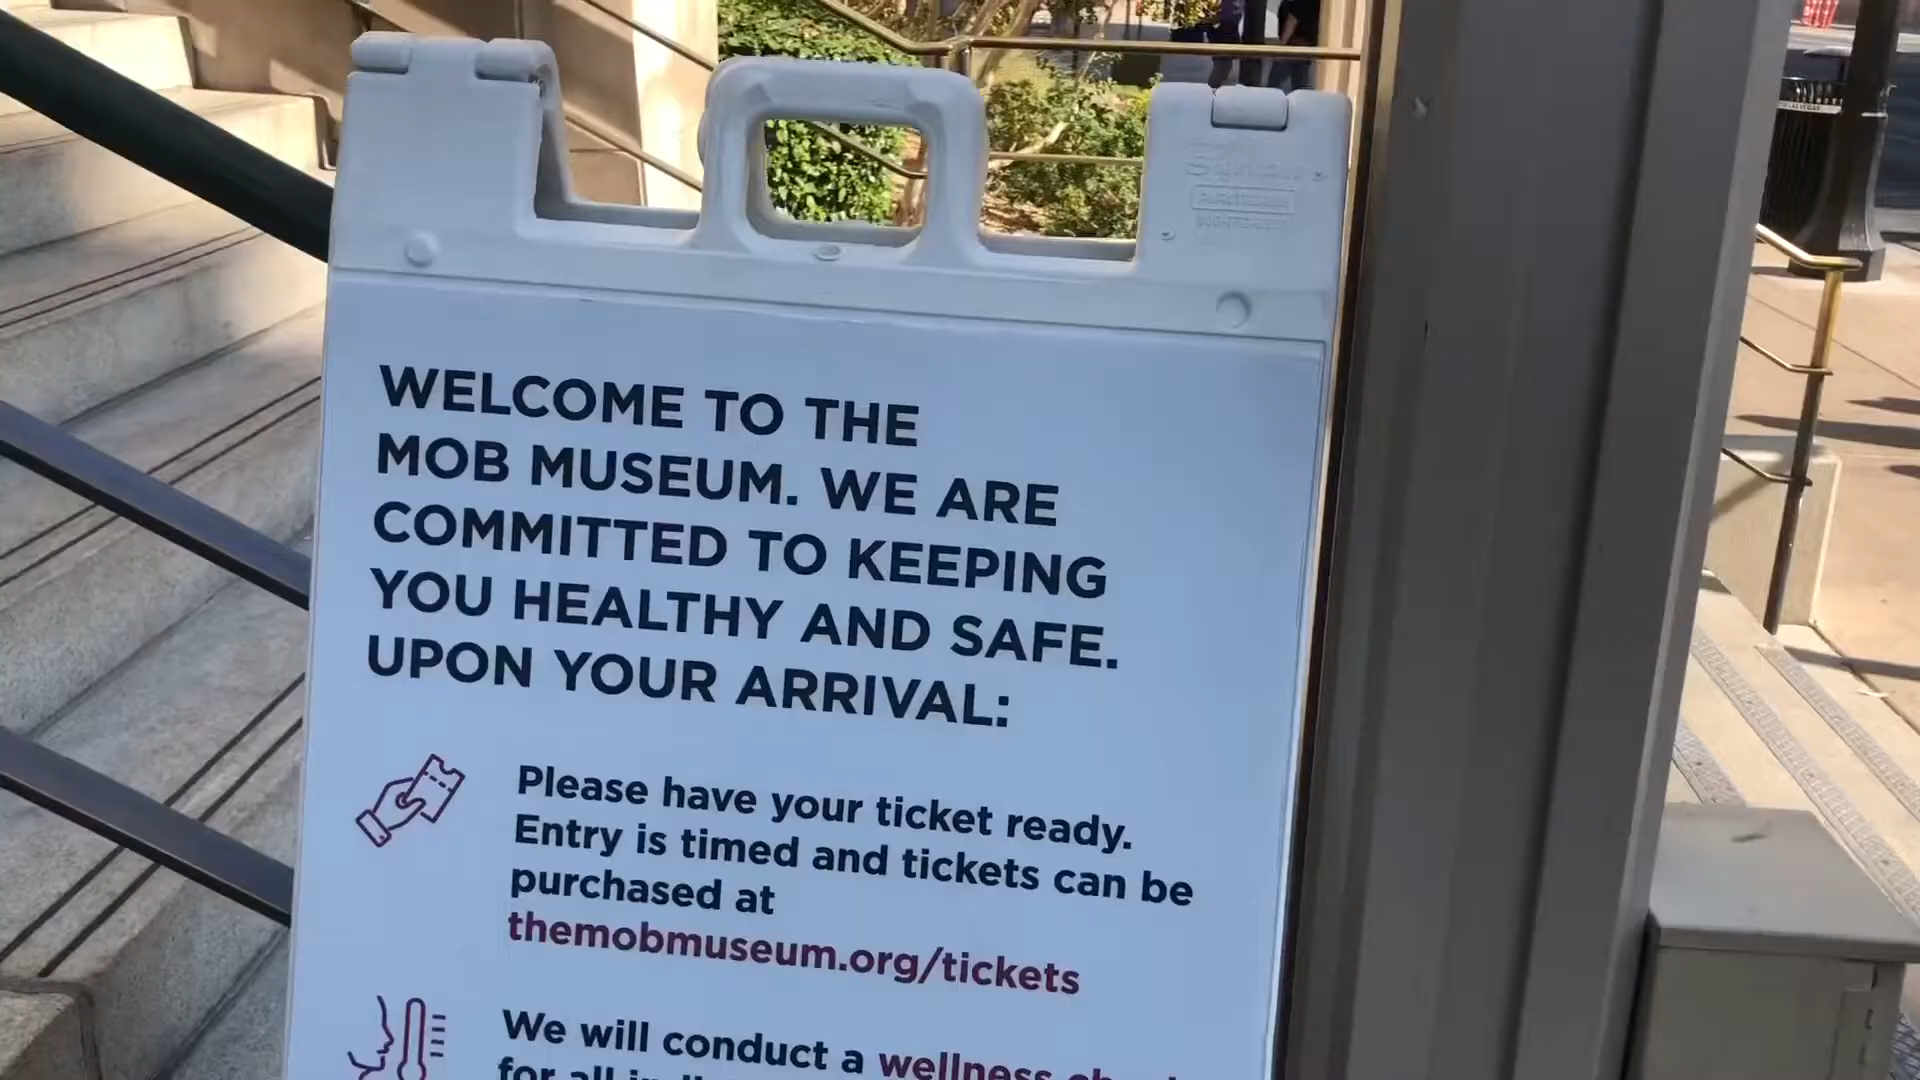 WELCOME TO THE
MOB MUSEUM. WE ARE
COMMITTED TO KEEPING
YOU HEALTHY AND SAFE.
UPON YOUR ARRIVAL:
Please have your ticket ready.
Entry is timed and tickets can be
purchased at
themobmuseum.org/tickets
We will conduct a wellness
for all